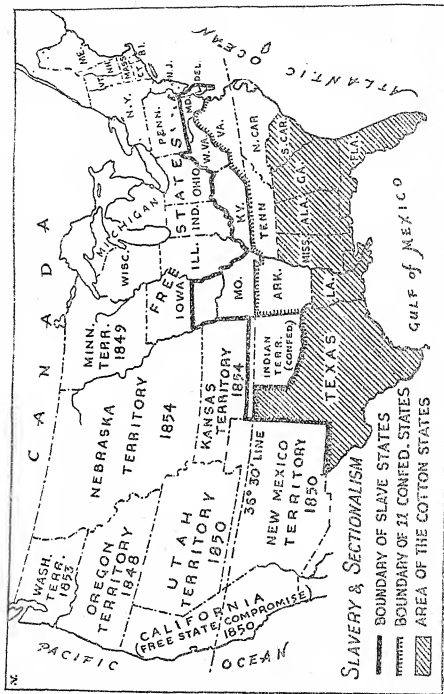 CANADA
PACIFIC
OCEAN
ATLANTIC
OCEAN
GULF OF MEXICO
WASH.
TERR.
1853
OREGON
TERRITORY
1848
CALIFORNIA
(FREE STATE, COMPROMISE)
1850
UTAH
TERRITORY
1850
NEBRASKA
TERRITORY
1854
MINN.
TERR.
1849
KANSAS
TERRITORY
1854
36° 30' LINE
NEW MEXICO
TERRITORY
1850
INDIAN
TERR.
(CONFED)
TEXAS
FREE STATES
WISC.
MICHIGAN
IOWA
ILL.
IND.
OHIO
PENN.
N.Y.
VT.
N.H.
ME.
MASS.
CT.
R.I.
N.J.
DEL.
MD.
W.VA.
VA.
KY.
MO.
ARK.
TENN
N.CAR
S.CAR.
GA.
ALA.
MISS.
LA.
FLA.
SLAVERY & SECTIONALISM
BOUNDARY OF SLAVE STATES
BOUNDARY OF 11 CONFED. STATES
AREA OF THE COTTON STATES